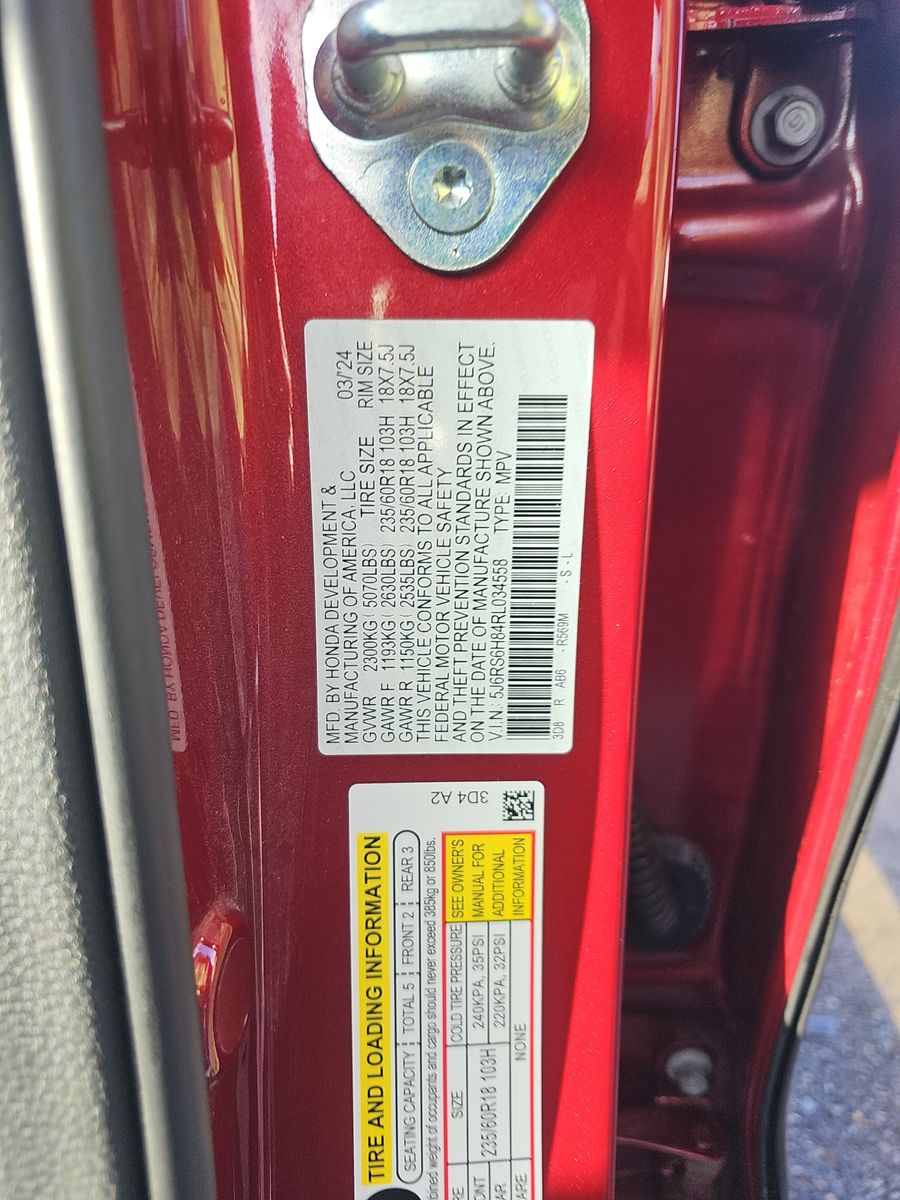 MFD. BY HONDA DEVELOPMENT &
MANUFACTURING OF AMERICA, LLC 03/'24
GVWR 2300KG (5070LBS) TIRE SIZE RIM SIZE
GAWR F 1193KG (2630LBS) 235/60R18 103H 18X7.5J
GAWR R 1150KG (2535LBS) 235/60R18 103H 18X7.5J
THIS VEHICLE CONFORMS TO ALL APPLICABLE
FEDERAL MOTOR VEHICLE SAFETY
AND THEFT PREVENTION STANDARDS IN EFFECT
ON THE DATE OF MANUFACTURE SHOWN ABOVE.
V.I.N.: 5J6RS6H84RL034558 TYPE: MPV
3D8 R AB6 - R569M - S - L
TIRE AND LOADING INFORMATION 3D4 A2
SEATING CAPACITY TOTAL 5 FRONT 2 REAR 3
weight of occupants and cargo should never exceed 385kg or 850lbs.
SIZE COLD TIRE PRESSURE SEE OWNER'S
235/60R18 103H 240KPA, 35PSI MANUAL FOR
220KPA, 32PSI ADDITIONAL
NONE INFORMATION